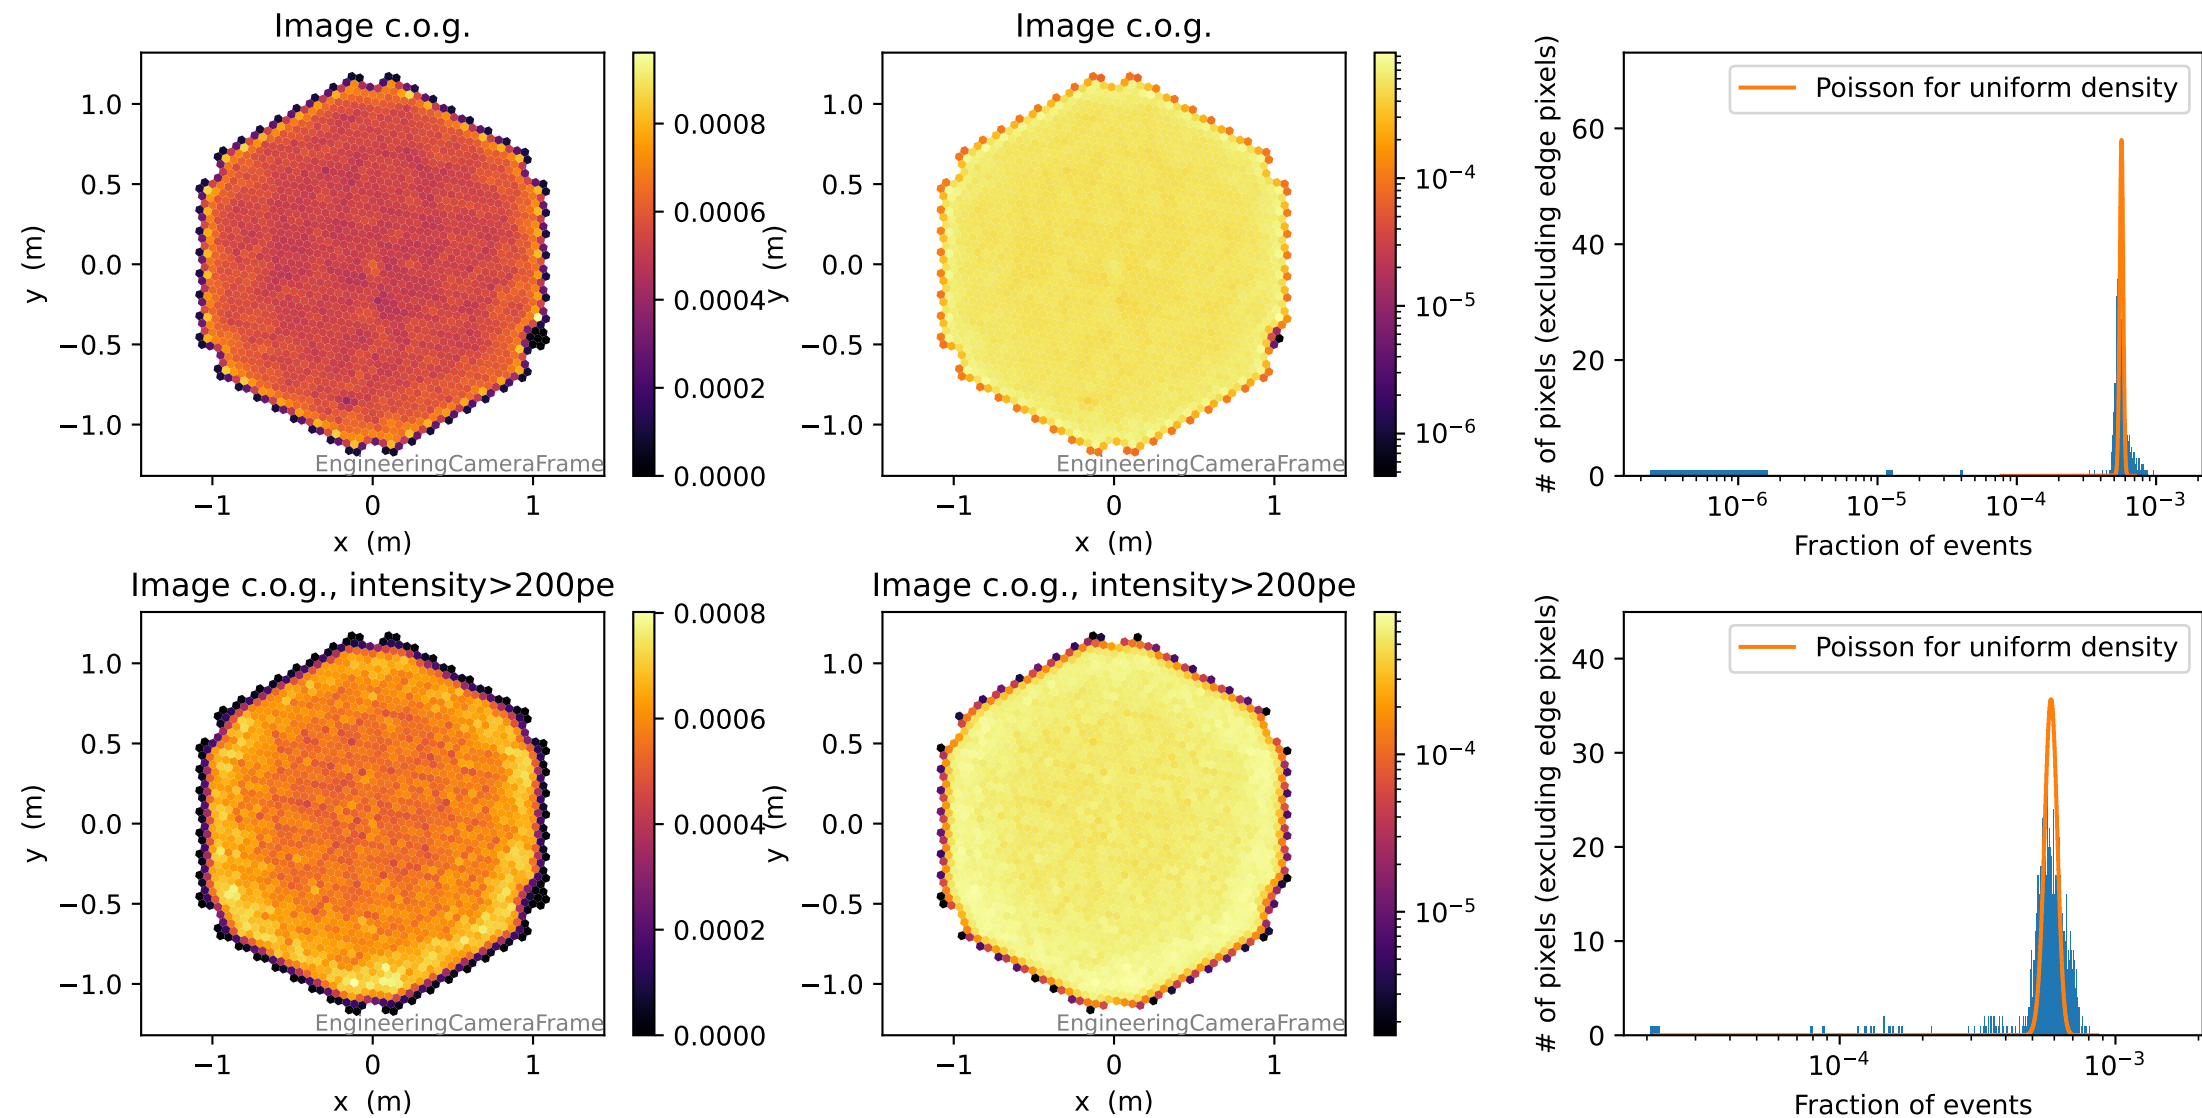 Image c.o.g.
1.0
0.5
0.0
−0.5
−1.0
y (m)
−1
0
1
x (m)
EngineeringCameraFrame
0.0008
0.0006
0.0004
0.0002
0.0000
Image c.o.g.
1.0
0.5
0.0
−0.5
−1.0
y (m)
−1
0
1
x (m)
EngineeringCameraFrame
10⁻⁴
10⁻⁵
10⁻⁶
Poisson for uniform density
# of pixels (excluding edge pixels)
60
40
20
0
10⁻⁶
10⁻⁵
10⁻⁴
10⁻³
Fraction of events
Image c.o.g., intensity>200pe
1.0
0.5
0.0
−0.5
−1.0
y (m)
−1
0
1
x (m)
EngineeringCameraFrame
0.0008
0.0006
0.0004
0.0002
0.0000
Image c.o.g., intensity>200pe
1.0
0.5
0.0
−0.5
−1.0
y (m)
−1
0
1
x (m)
EngineeringCameraFrame
10⁻⁴
10⁻⁵
Poisson for uniform density
# of pixels (excluding edge pixels)
40
30
20
10
0
10⁻⁴
10⁻³
Fraction of events